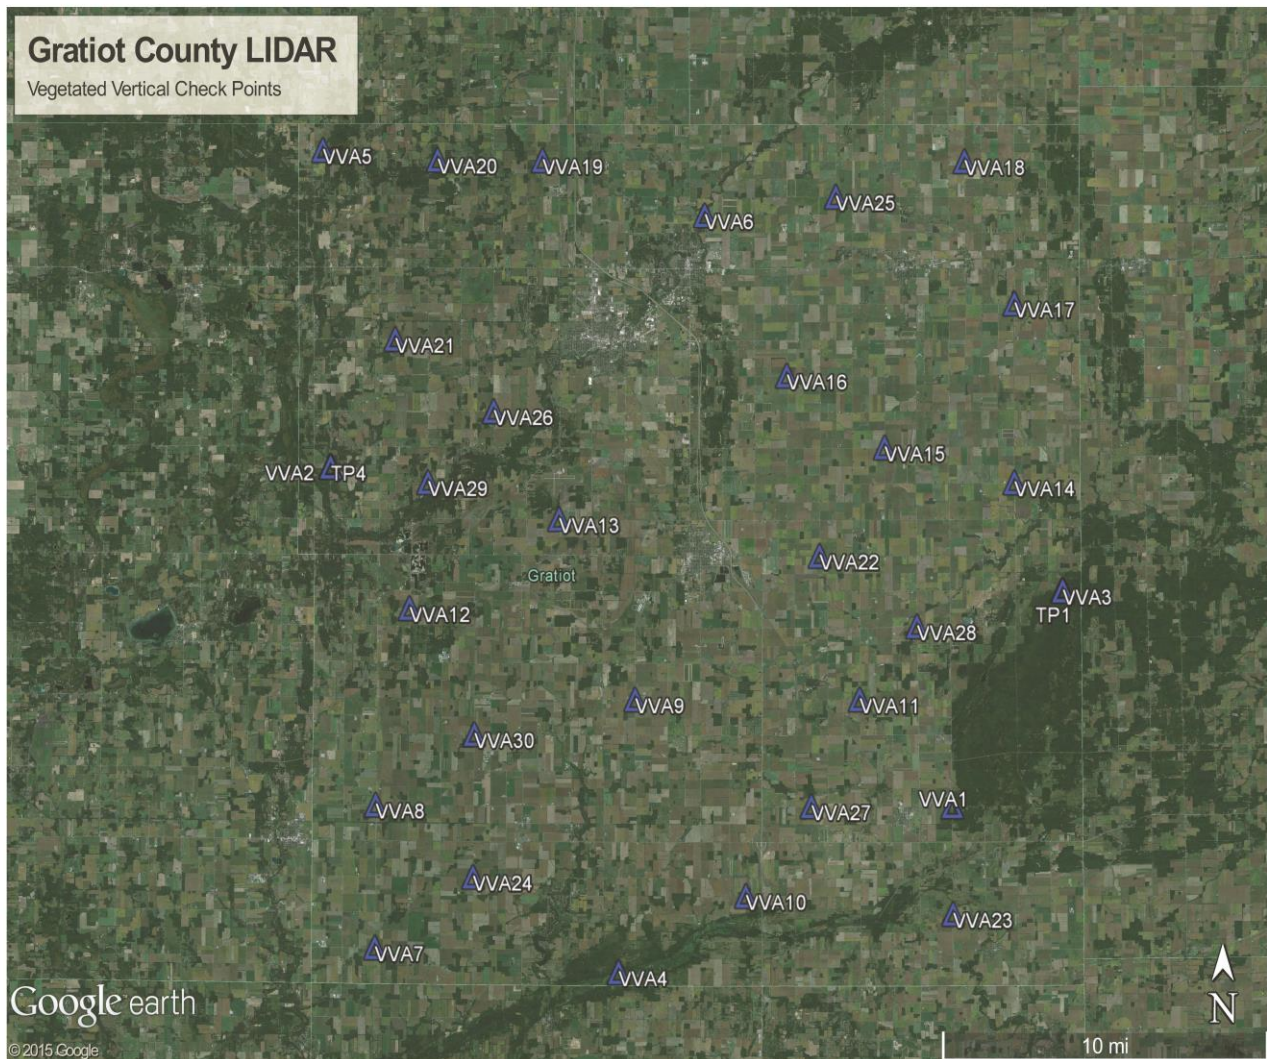 Gratiot County LIDAR
Vegetated Vertical Check Points
VVA5
VVA20
VVA19
VVA18
VVA25
VVA6
VVA17
VVA21
VVA16
VVA26
VVA15
VVA2 TP4
VVA29
VVA14
VVA13
VVA22
Gratiot
VVA3
TP1
VVA12
VVA28
VVA9
VVA11
VVA30
VVA1
VVA8
VVA27
VVA24
VVA10
VVA23
VVA7
VVA4
Google earth
N
© 2015 Google
10 mi